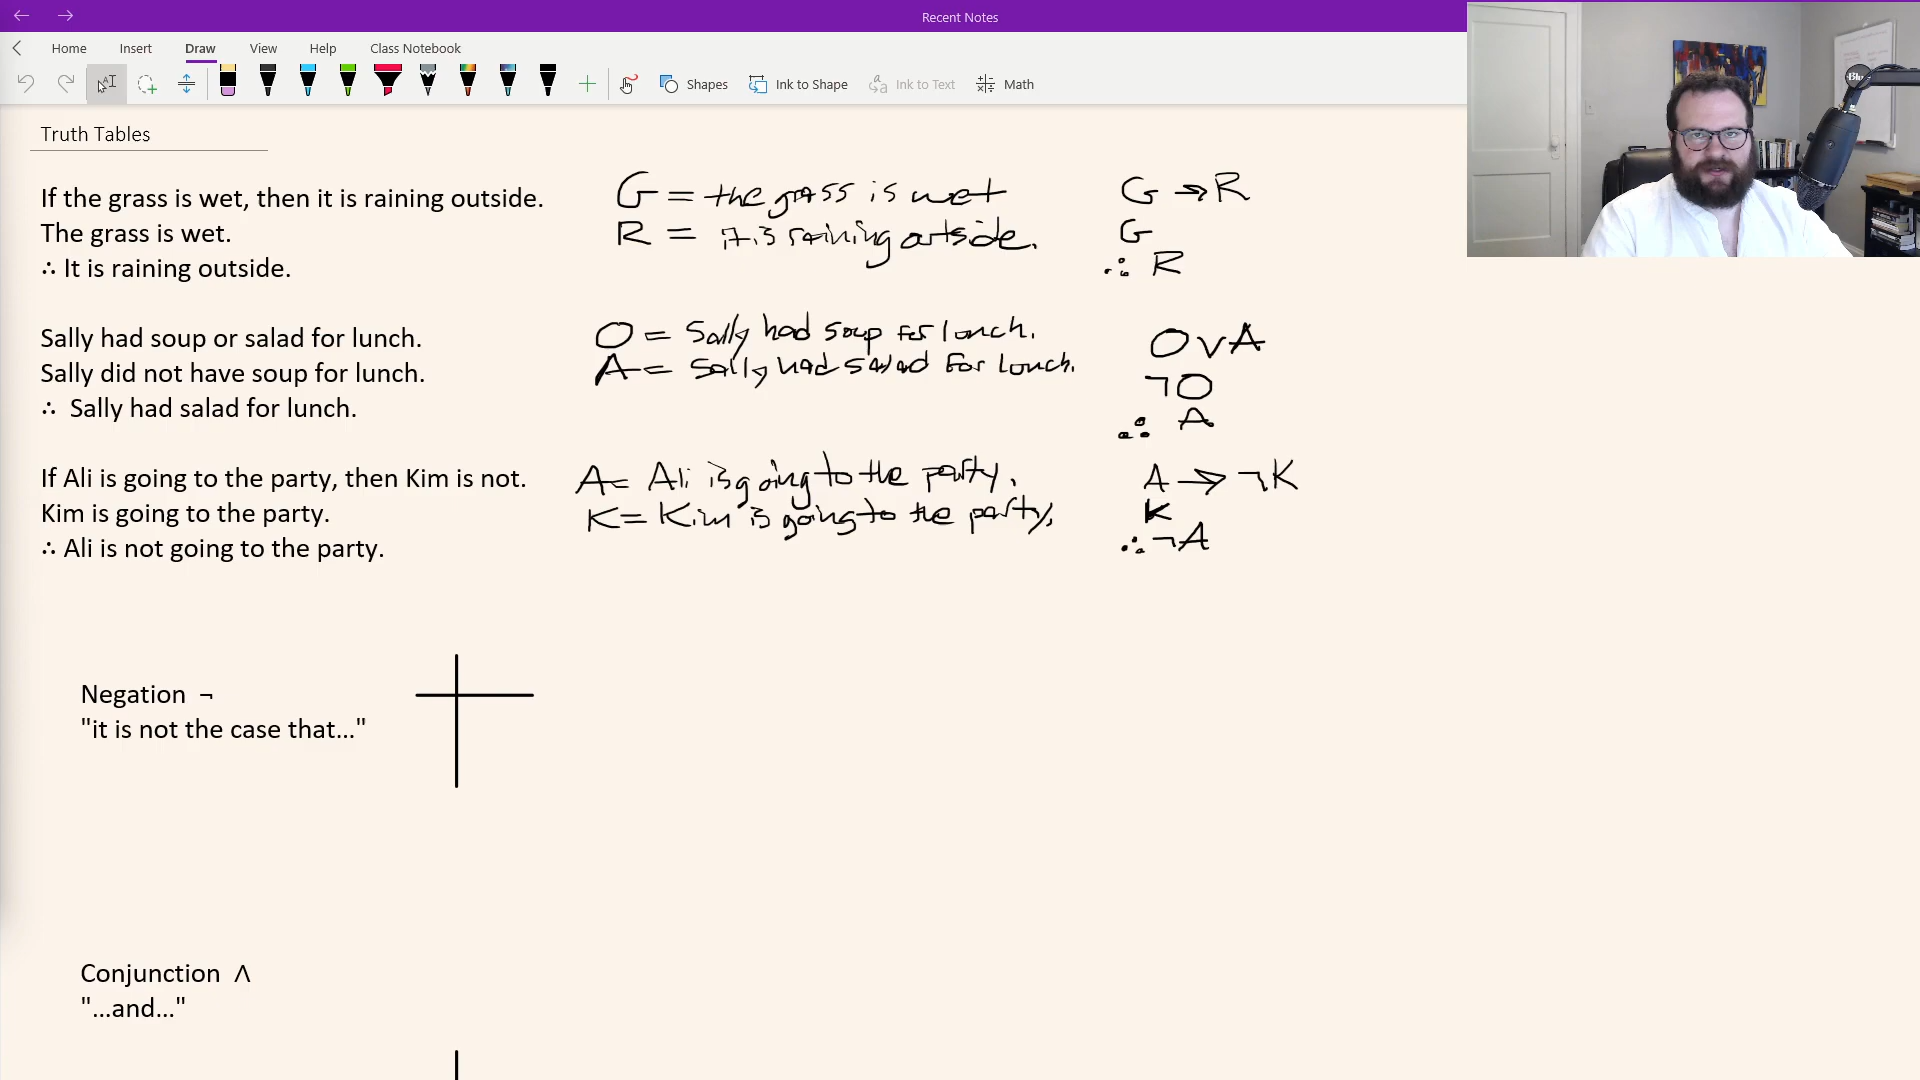 Recent Notes
Home Insert Draw View Help Class Notebook
Shapes Ink to Shape Ink to Text Math
Blu
Truth Tables
If the grass is wet, then it is raining outside.
The grass is wet.
∴ It is raining outside.
G = the grass is wet
R = it is raining outside.
G → R
G
∴ R
Sally had soup or salad for lunch.
Sally did not have soup for lunch.
∴ Sally had salad for lunch.
O = Sally had soup for lunch.
A = Sally had salad for lunch.
O ∨ A
¬O
∴ A
If Ali is going to the party, then Kim is not.
Kim is going to the party.
∴ Ali is not going to the party.
A = Ali is going to the party.
K = Kim is going to the party.
A → ¬K
K
∴ ¬A
Negation ¬
"it is not the case that..."
Conjunction ∧
"...and..."